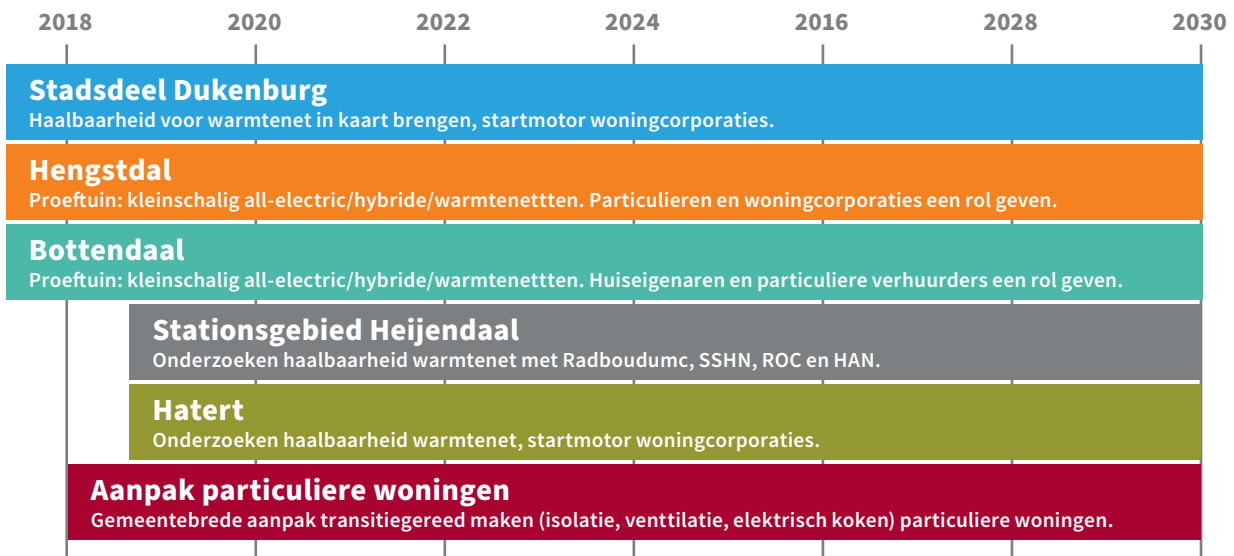 2018 2020 2022 2024 2016 2028 2030
Stadsdeel Dukenburg
Haalbaarheid voor warmtenet in kaart brengen, startmotor woningcorporaties.
Hengstdal
Proeftuin: kleinschalig all-electric/hybride/warmtenettten. Particulieren en woningcorporaties een rol geven.
Bottendaal
Proeftuin: kleinschalig all-electric/hybride/warmtenettten. Huiseigenaren en particuliere verhuurders een rol geven.
Stationsgebied Heijendaal
Onderzoeken haalbaarheid warmtenet met Radboudumc, SSHN, ROC en HAN.
Hatert
Onderzoeken haalbaarheid warmtenet, startmotor woningcorporaties.
Aanpak particuliere woningen
Gemeentebrede aanpak transitiegereed maken (isolatie, venttilatie, elektrisch koken) particuliere woningen.